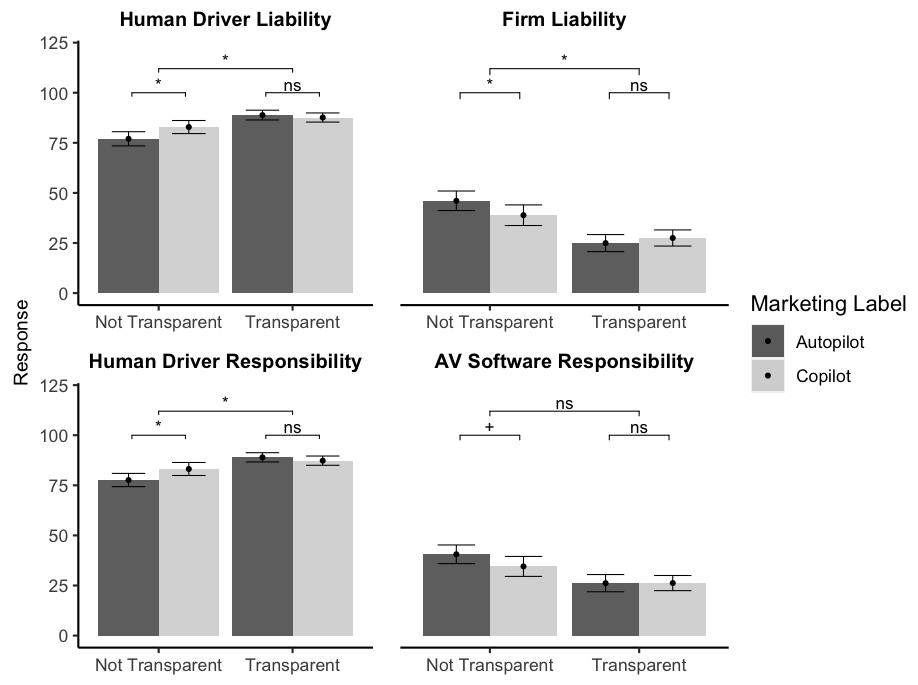 Human Driver Liability
Firm Liability
125
100
75
50
25
0
*
*
ns
*
*
ns
Not Transparent
Transparent
Not Transparent
Transparent
Response
Human Driver Responsibility
AV Software Responsibility
125
100
75
50
25
0
*
*
ns
ns
+
ns
Not Transparent
Transparent
Not Transparent
Transparent
Marketing Label
Autopilot
Copilot